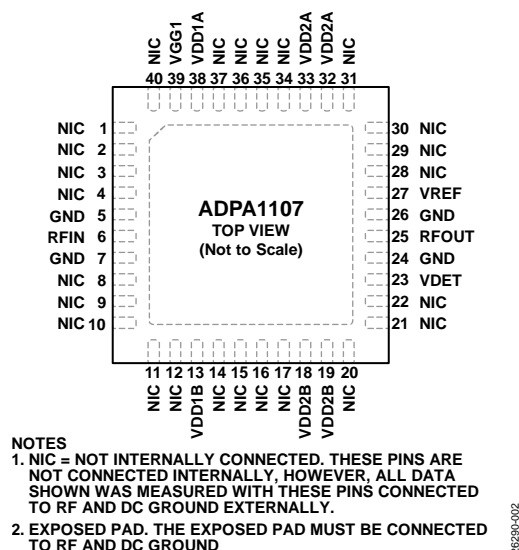 NIC VGG1 VDD1A NIC NIC NIC NIC VDD2A VDD2A NIC
40 39 38 37 36 35 34 33 32 31
NIC 1
NIC 2
NIC 3
NIC 4
GND 5
RFIN 6
GND 7
NIC 8
NIC 9
NIC 10
ADPA1107
TOP VIEW
(Not to Scale)
30 NIC
29 NIC
28 NIC
27 VREF
26 GND
25 RFOUT
24 GND
23 VDET
22 NIC
21 NIC
11 12 13 14 15 16 17 18 19 20
NIC NIC VDD1B NIC NIC NIC NIC VDD2B VDD2B NIC
NOTES
1. NIC = NOT INTERNALLY CONNECTED. THESE PINS ARE
NOT CONNECTED INTERNALLY, HOWEVER, ALL DATA
SHOWN WAS MEASURED WITH THESE PINS CONNECTED
TO RF AND DC GROUND EXTERNALLY.
2. EXPOSED PAD. THE EXPOSED PAD MUST BE CONNECTED
TO RF AND DC GROUND